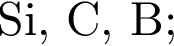 Si, C, B;